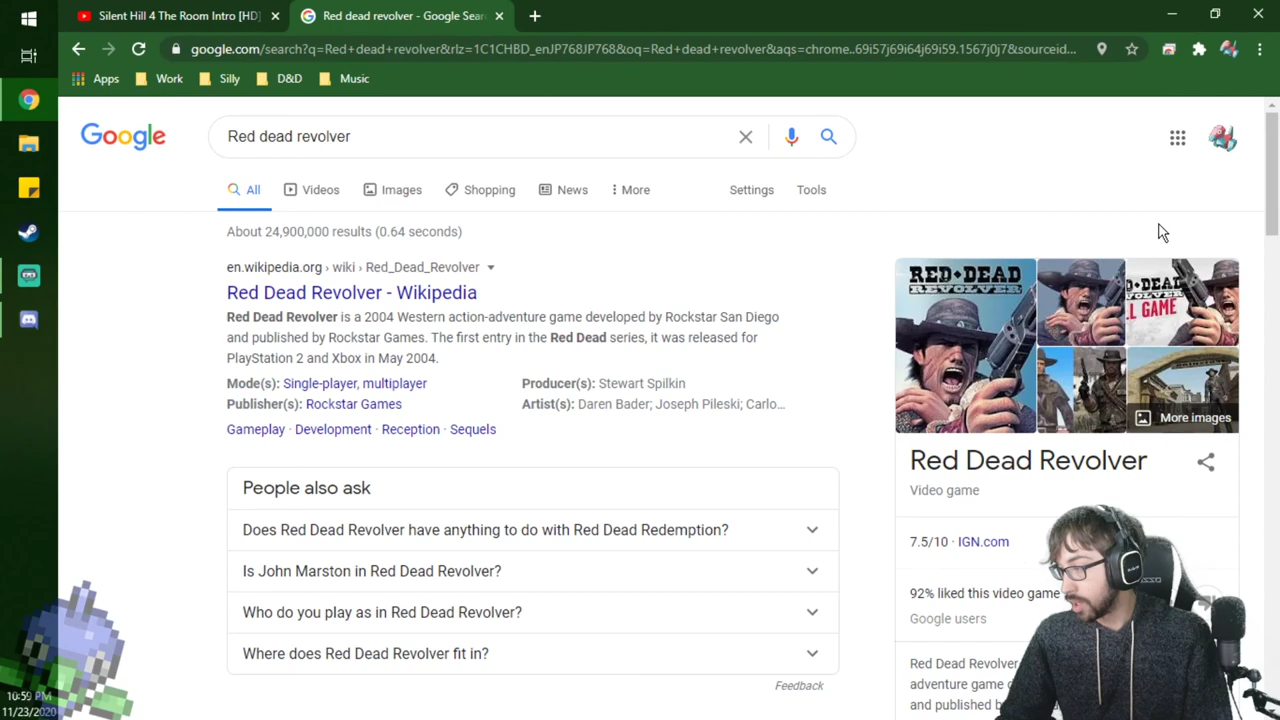 Silent Hill 4 The Room Intro [HD]
Red dead revolver - Google Sear
google.com/search?q=Red+dead+revolver&rlz=1C1CHBD_enJP768JP768&oq=Red+dead+revolver&aqs=chrome..69i57j69i64j69i59.1567j0j7&sourceid...
Apps Work Silly D&D Music
Google
Red dead revolver
All Videos Images Shopping News More Settings Tools
About 24,900,000 results (0.64 seconds)
en.wikipedia.org › wiki › Red_Dead_Revolver
Red Dead Revolver - Wikipedia
Red Dead Revolver is a 2004 Western action-adventure game developed by Rockstar San Diego
and published by Rockstar Games. The first entry in the Red Dead series, it was released for
PlayStation 2 and Xbox in May 2004.
Mode(s): Single-player, multiplayer
Producer(s): Stewart Spilkin
Publisher(s): Rockstar Games
Artist(s): Daren Bader; Joseph Pileski; Carlo...
Gameplay · Development · Reception · Sequels
People also ask
Does Red Dead Revolver have anything to do with Red Dead Redemption?
Is John Marston in Red Dead Revolver?
Who do you play as in Red Dead Revolver?
Where does Red Dead Revolver fit in?
Feedback
RED DEAD
REVOLVER
D-DEAD
VOLVER
LL GAME
More images
Red Dead Revolver
Video game
7.5/10 · IGN.com
92% liked this video game
Google users
Red Dead Revolver
adventure game
and published b
10:59 PM
11/23/2020